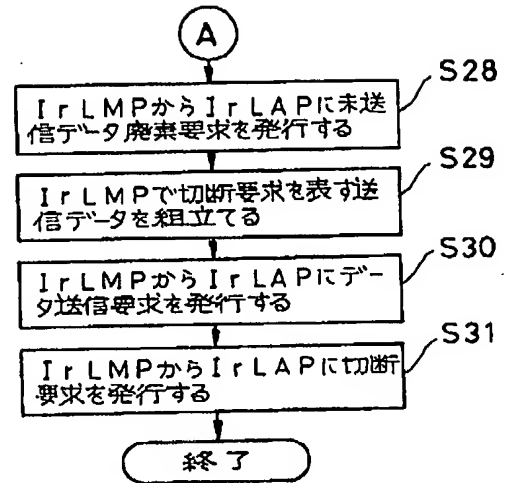 A
S28
IrLMPからIrLAPに未送
信データ廃棄要求を発行する
S29
IrLMPで切断要求を表す送
信データを組立てる
S30
IrLMPからIrLAPにデー
タ送信要求を発行する
S31
IrLMPからIrLAPに切断
要求を発行する
終了